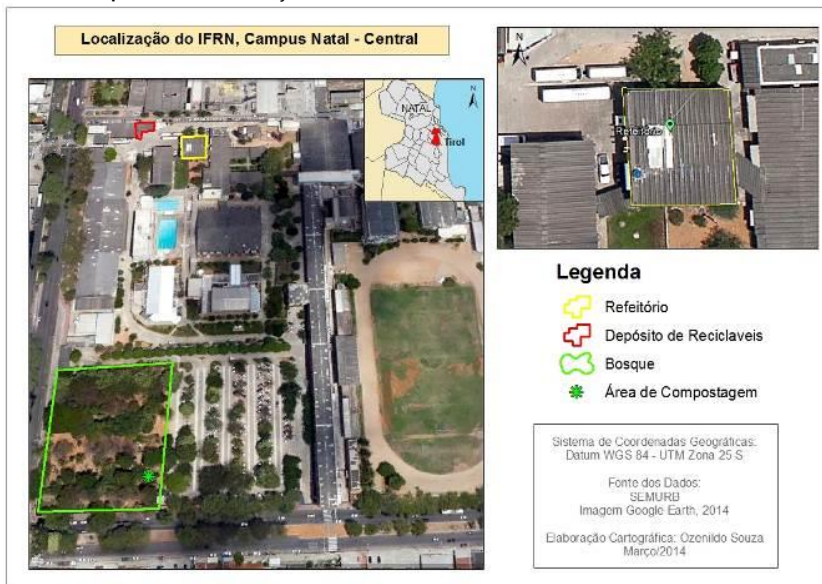 Localização do IFRN, Campus Natal - Central
NATAL
N
Tirol
N
Refeitório
Legenda
Refeitório
Depósito de Reciclaveis
Bosque
Área de Compostagem
Sistema de Coordenadas Geográficas:
Datum WGS 84 - UTM Zona 25 S
Fonte dos Dados:
SEMURB
Imagem Google Earth, 2014
Elaboração Cartográfica: Ozenildo Souza
Março/2014